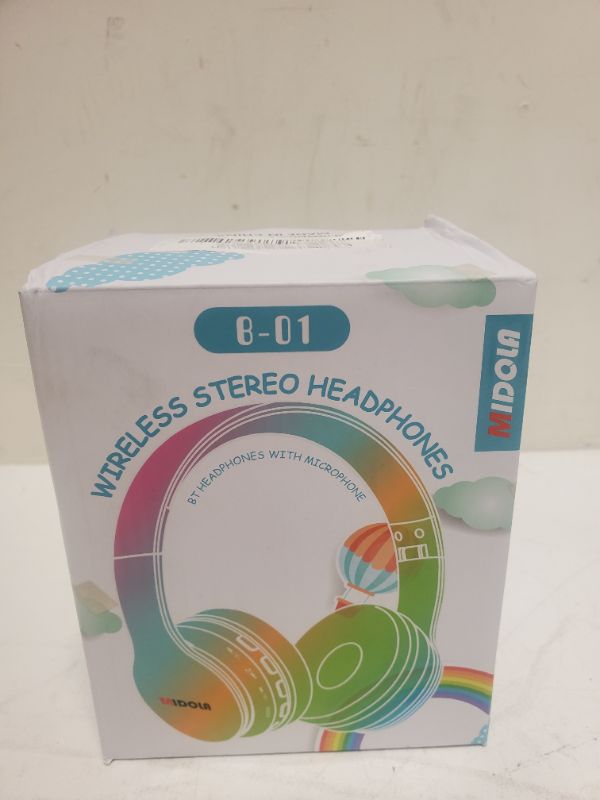 B-01
MIDOLA
WIRELESS STEREO HEADPHONES
BT HEADPHONES WITH MICROPHONE
MIDOLA